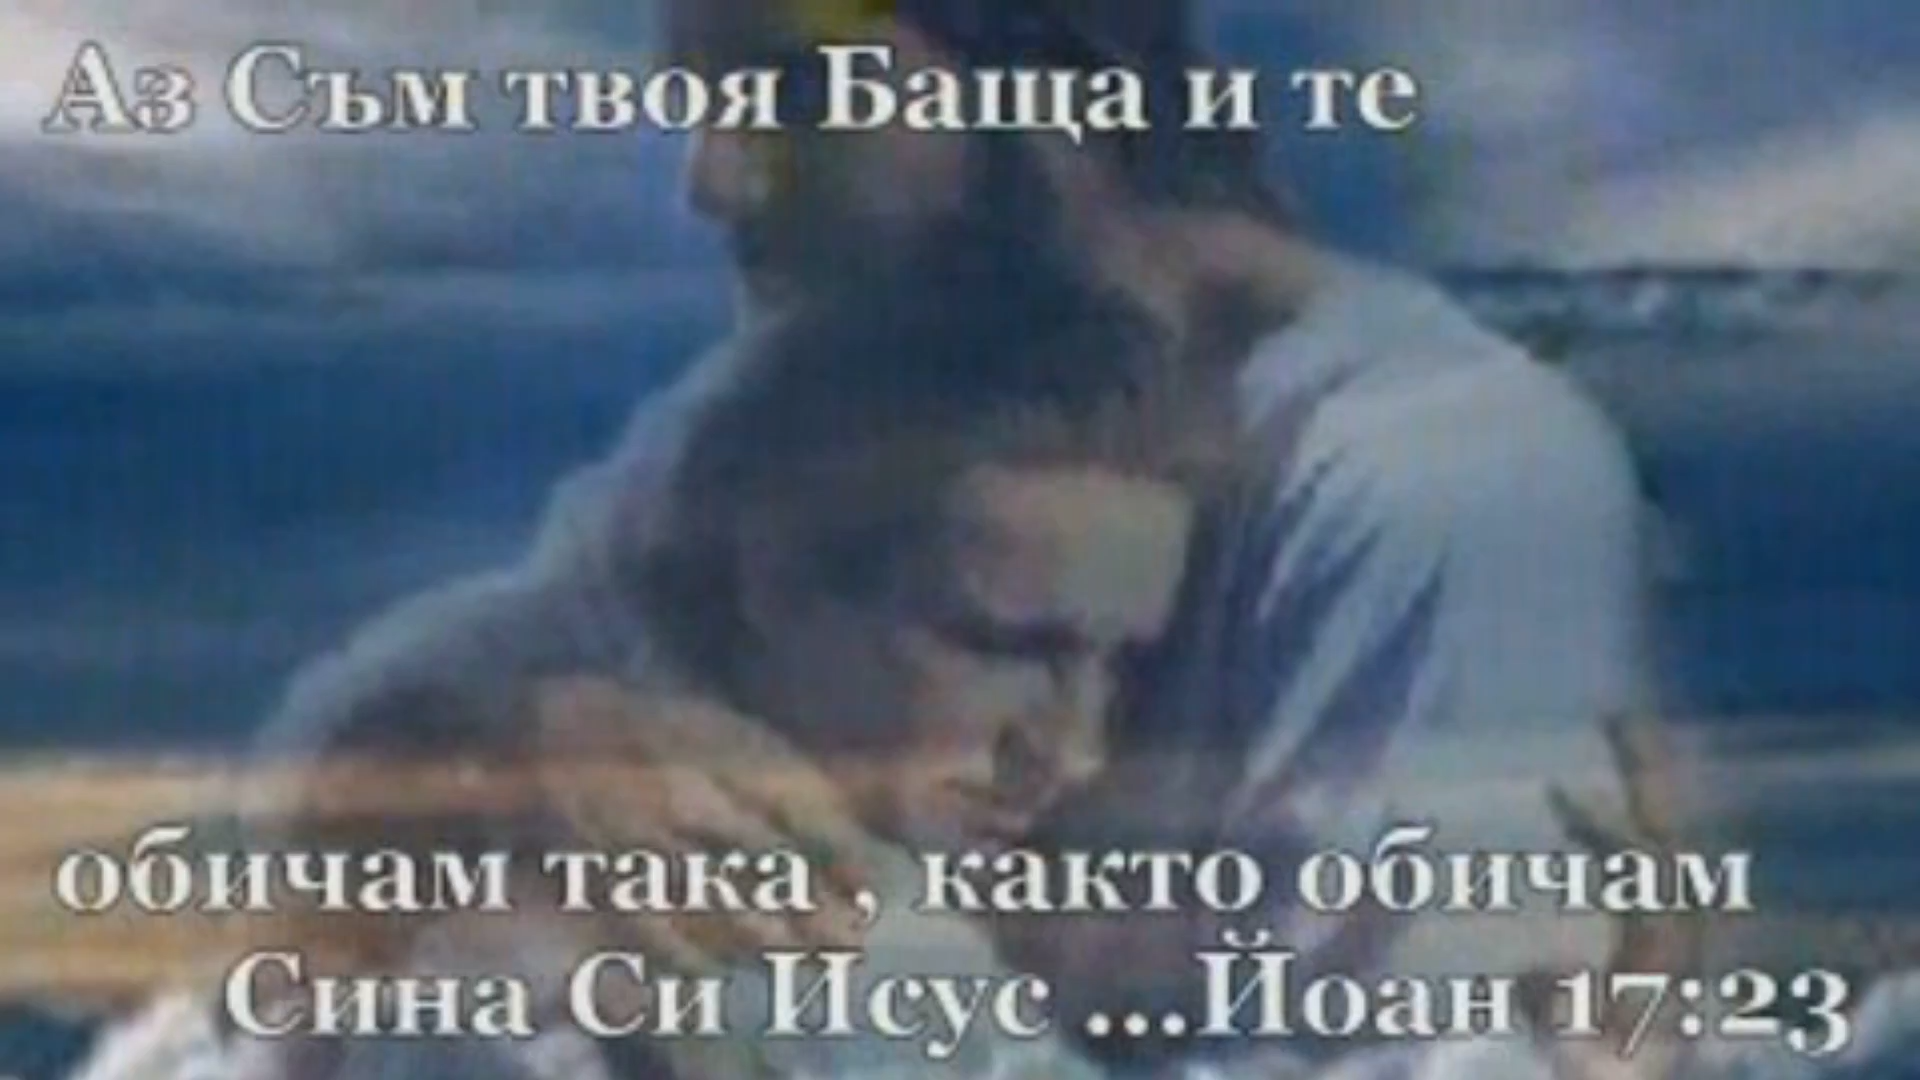 Аз Съм твоя Баща и те
обичам така , както обичам
Сина Си Исус ...Йоан 17:23